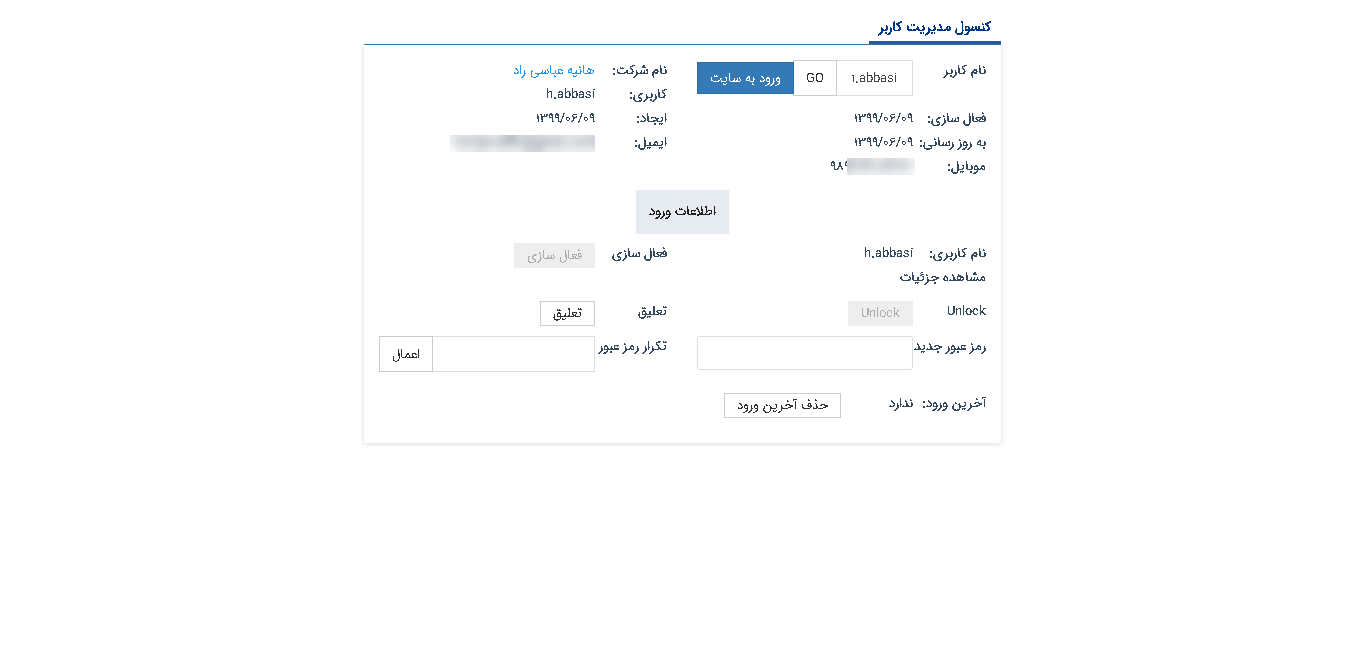 کنسول مدیریت کاربر
نام کاربر ۱.abbasi GO ورود به سایت
نام شرکت: هانیه عباسی راد
کاربری: h.abbasi
فعال سازی: ۱۳۹۹/۰۶/۰۹
ایجاد: ۱۳۹۹/۰۶/۰۹
به روز رسانی: ۱۳۹۹/۰۶/۰۹
ایمیل:
موبایل: ۹۸۹
اطلاعات ورود
نام کاربری: h.abbasi
فعال سازی فعال سازی
مشاهده جزئیات
Unlock Unlock
تعلیق تعلیق
رمز عبور جدید
تکرار رمز عبور اعمال
آخرین ورود: ندارد حذف آخرین ورود